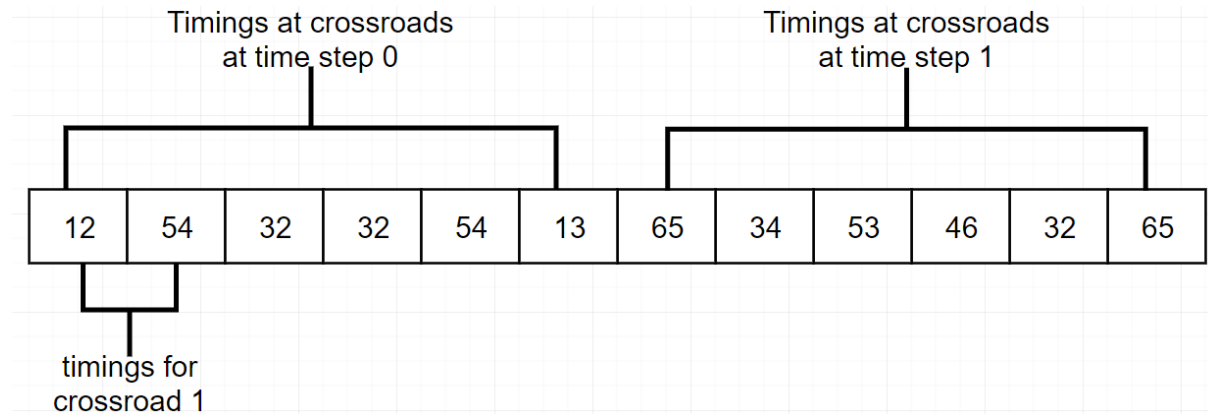 Timings at crossroads
at time step 0
Timings at crossroads
at time step 1
12 54 32 32 54 13 65 34 53 46 32 65
timings for
crossroad 1